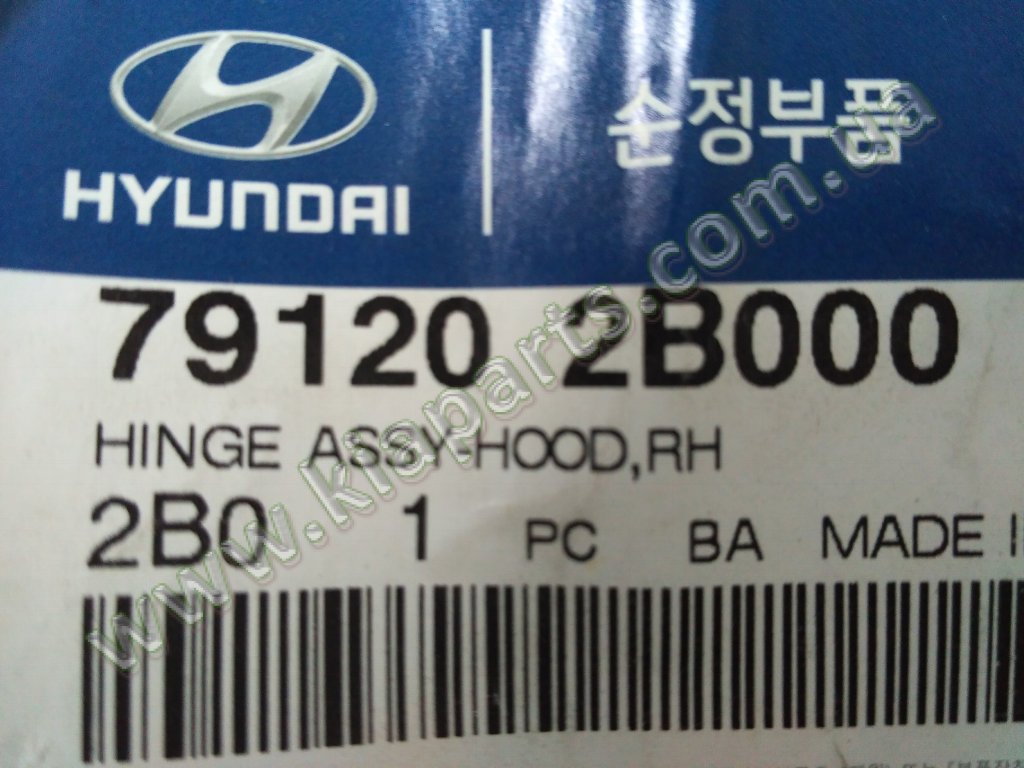 HYUNDAI
순정부품
79120 2B000
HINGE ASSY-HOOD,RH
2B0 1 PC BA MADE
www.kiaparts.com.ua